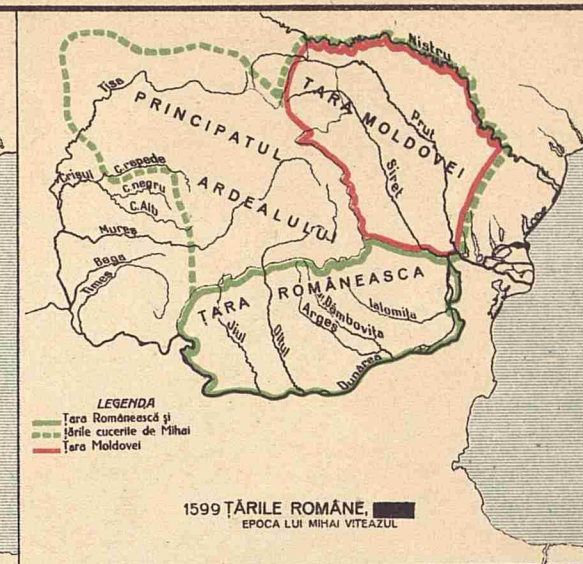 Nistru
Tisa
PRINCIPATUL
ARDEALULUI
ȚARA MOLDOVEI
Prut
Siret
Crișul
C.repede
C.negru
C.Alb
Mureș
Bega
Timeș
ȚARA ROMÂNEASCA
Jiul
Oltul
Argeș
Dâmbovița
Ialomița
Dunărea
LEGENDA
Țara Românească și
țările cucerite de Mihai
Țara Moldovei
1599 ȚĂRILE ROMÂNE,
EPOCA LUI MIHAI VITEAZUL